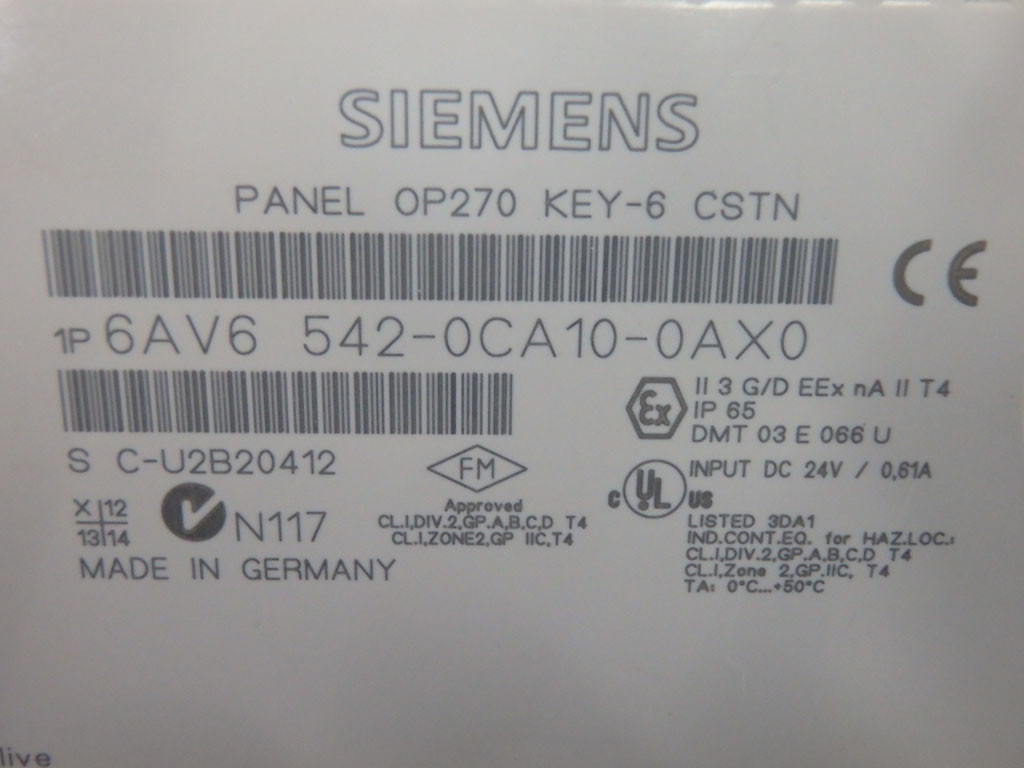 SIEMENS
PANEL OP270 KEY-6 CSTN
CE
1P 6AV6 542-0CA10-0AX0
Ex
II 3 G/D EEx nA II T4
IP 65
DMT 03 E 066 U
S C-U2B20412
FM
Approved
CL.I,DIV.2,GP.A,B,C,D T4
CL.I,ZONE2,GP IIC,T4
c UL US
INPUT DC 24V / 0,61A
LISTED 3DA1
IND.CONT.EQ. for HAZ.LOC.:
CL.I,DIV.2,GP.A,B,C,D T4
CL.I,Zone 2,GP.IIC, T4
TA: 0°C...+50°C
X 12
13 14
N117
MADE IN GERMANY
live